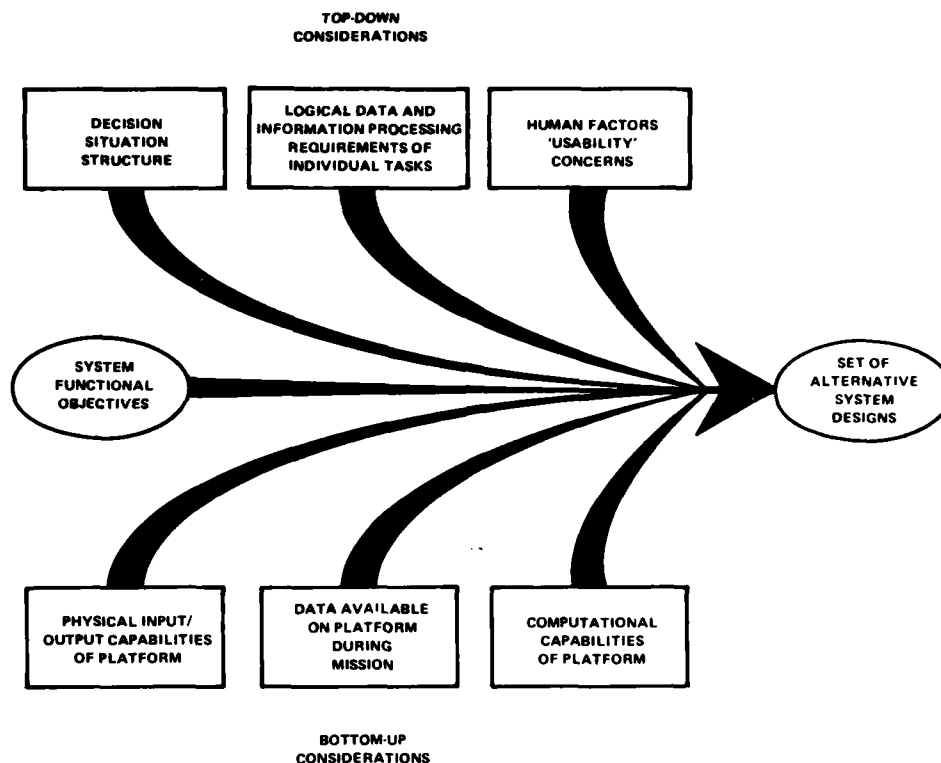 TOP-DOWN
CONSIDERATIONS
DECISION
SITUATION
STRUCTURE
LOGICAL DATA AND
INFORMATION PROCESSING
REQUIREMENTS OF
INDIVIDUAL TASKS
HUMAN FACTORS
'USABILITY'
CONCERNS
SYSTEM
FUNCTIONAL
OBJECTIVES
SET OF
ALTERNATIVE
SYSTEM
DESIGNS
PHYSICAL INPUT/
OUTPUT CAPABILITIES
OF PLATFORM
DATA AVAILABLE
ON PLATFORM
DURING
MISSION
COMPUTATIONAL
CAPABILITIES
OF PLATFORM
BOTTOM-UP
CONSIDERATIONS